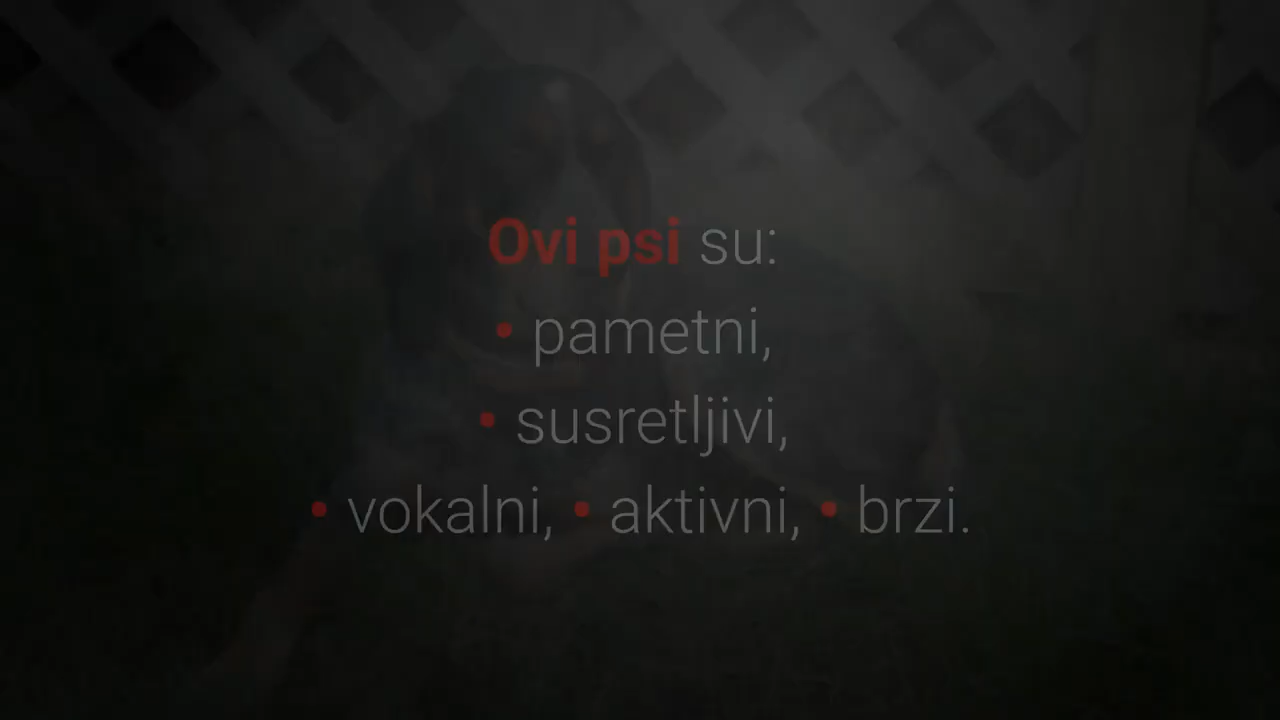 Ovi psi su:
• pametni,
• susretljivi,
• vokalni, • aktivni, • brzi.